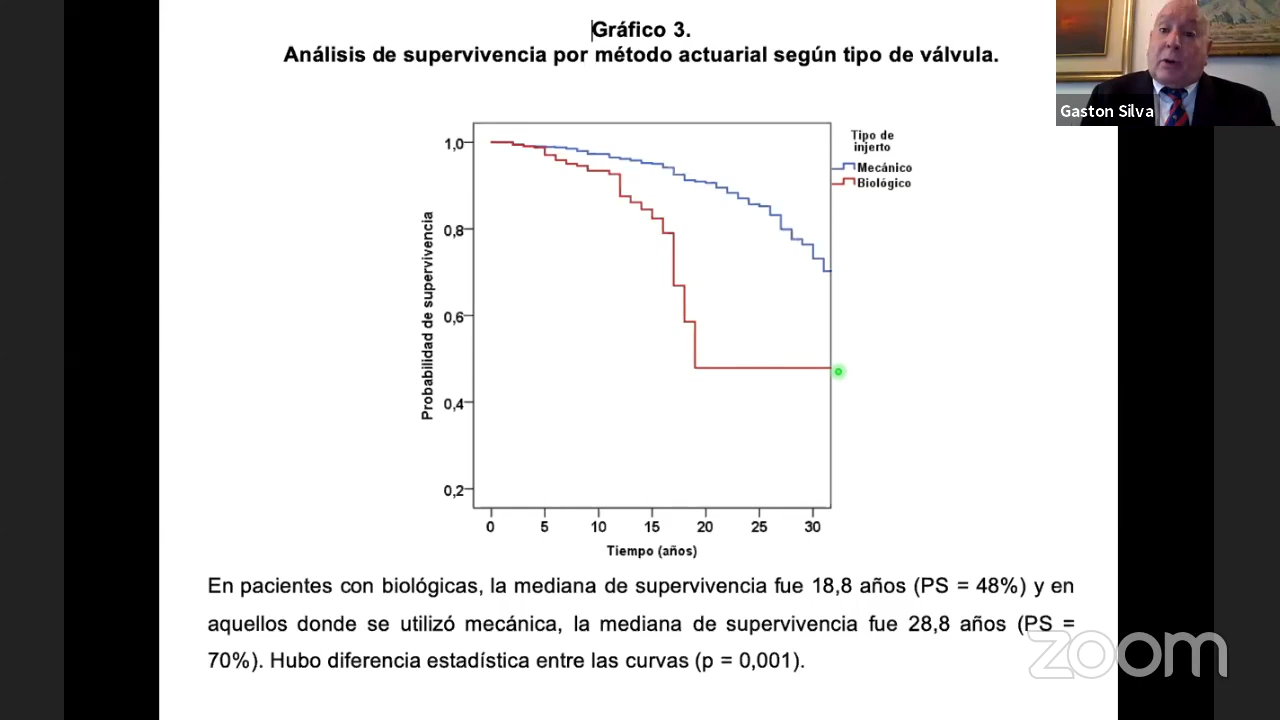 Gráfico 3.
Análisis de supervivencia por método actuarial según tipo de válvula.
Gaston Silva
Tipo de
injerto
Mecánico
Biológico
Probabilidad de supervivencia
1,0
0,8
0,6
0,4
0,2
0 5 10 15 20 25 30
Tiempo (años)
En pacientes con biológicas, la mediana de supervivencia fue 18,8 años (PS = 48%) y en
aquellos donde se utilizó mecánica, la mediana de supervivencia fue 28,8 años (PS =
70%). Hubo diferencia estadística entre las curvas (p = 0,001).
zoom